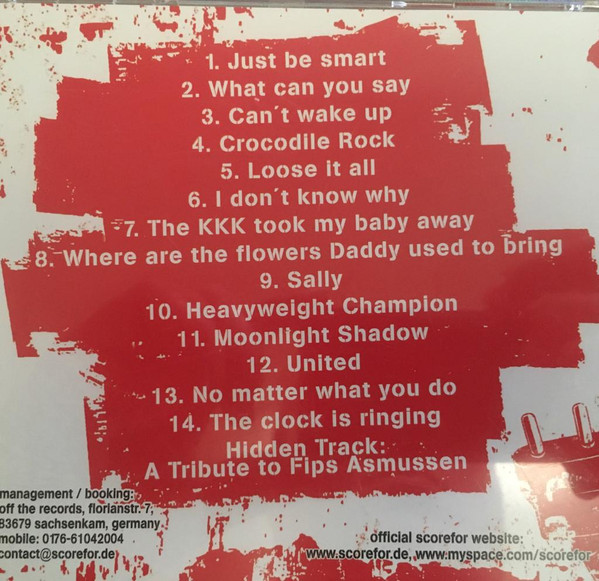 1. Just be smart
2. What can you say
3. Can´t wake up
4. Crocodile Rock
5. Loose it all
6. I don´t know why
7. The KKK took my baby away
8. Where are the flowers Daddy used to bring
9. Sally
10. Heavyweight Champion
11. Moonlight Shadow
12. United
13. No matter what you do
14. The clock is ringing
Hidden Track:
A Tribute to Fips Asmussen
management / booking:
off the records, florianstr. 7,
83679 sachsenkam, germany
mobile: 0176-61042004
contact@scorefor.de
official scorefor website:
www.scorefor.de, www.myspace.com/scorefor